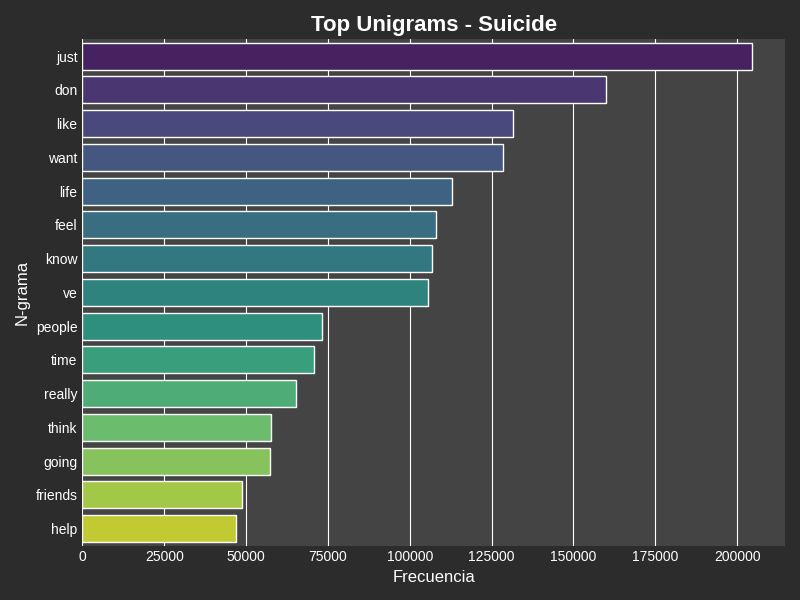 Top Unigrams - Suicide
N-grama
just
don
like
want
life
feel
know
ve
people
time
really
think
going
friends
help
0 25000 50000 75000 100000 125000 150000 175000 200000
Frecuencia